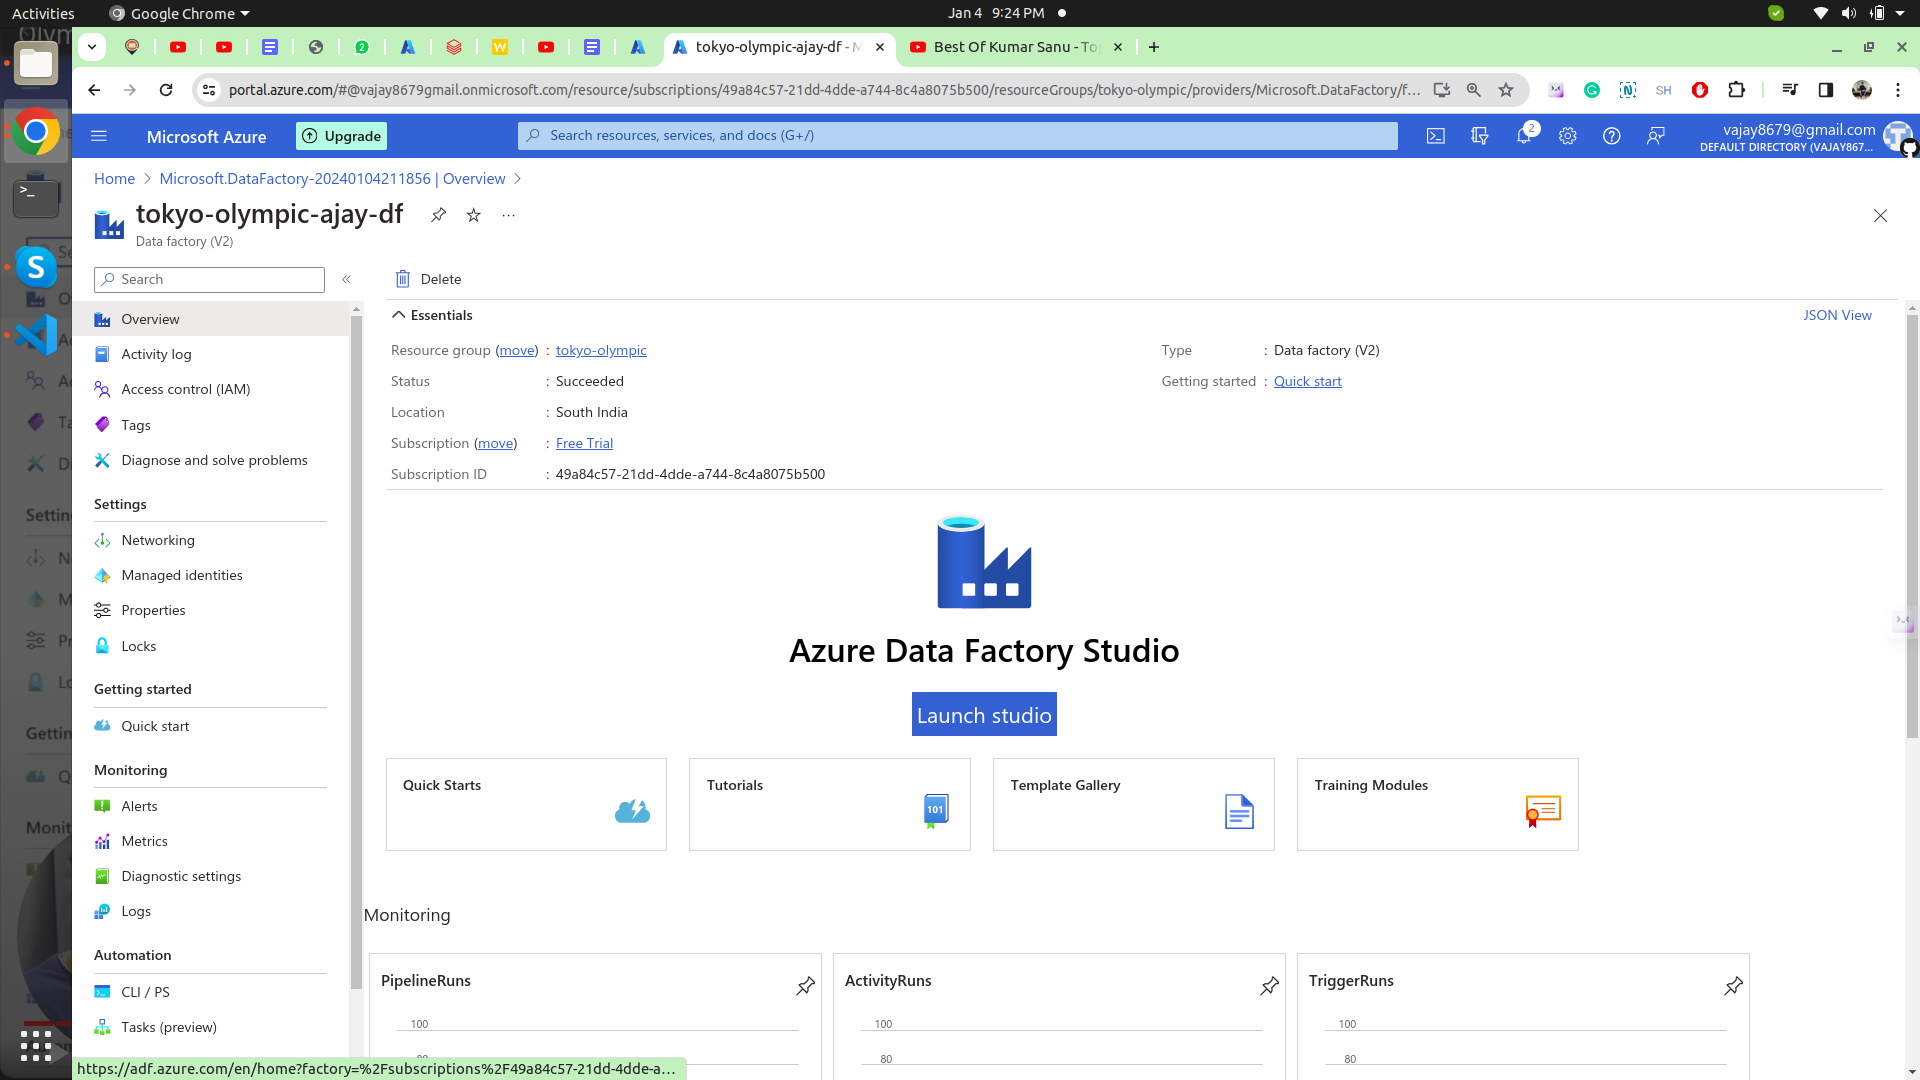 Activities
Google Chrome
Jan 4 9:24 PM
tokyo-olympic-ajay-df - M
Best Of Kumar Sanu - To
portal.azure.com/#@vajay8679gmail.onmicrosoft.com/resource/subscriptions/49a84c57-21dd-4dde-a744-8c4a8075b500/resourceGroups/tokyo-olympic/providers/Microsoft.DataFactory/f...
SH
Microsoft Azure
Upgrade
Search resources, services, and docs (G+/)
2
vajay8679@gmail.com
DEFAULT DIRECTORY (VAJAY867...
Home > Microsoft.DataFactory-20240104211856 | Overview >
tokyo-olympic-ajay-df
Data factory (V2)
Search
Delete
Overview
Activity log
Access control (IAM)
Tags
Diagnose and solve problems
Settings
Networking
Managed identities
Properties
Locks
Getting started
Quick start
Monitoring
Alerts
Metrics
Diagnostic settings
Logs
Automation
CLI / PS
Tasks (preview)
Essentials
JSON View
Resource group (move) : tokyo-olympic
Status : Succeeded
Location : South India
Subscription (move) : Free Trial
Subscription ID : 49a84c57-21dd-4dde-a744-8c4a8075b500
Type : Data factory (V2)
Getting started : Quick start
Azure Data Factory Studio
Launch studio
Quick Starts
Tutorials
101
Template Gallery
Training Modules
Monitoring
PipelineRuns
100
ActivityRuns
100
80
TriggerRuns
100
80
https://adf.azure.com/en/home?factory=%2Fsubscriptions%2F49a84c57-21dd-4dde-a...